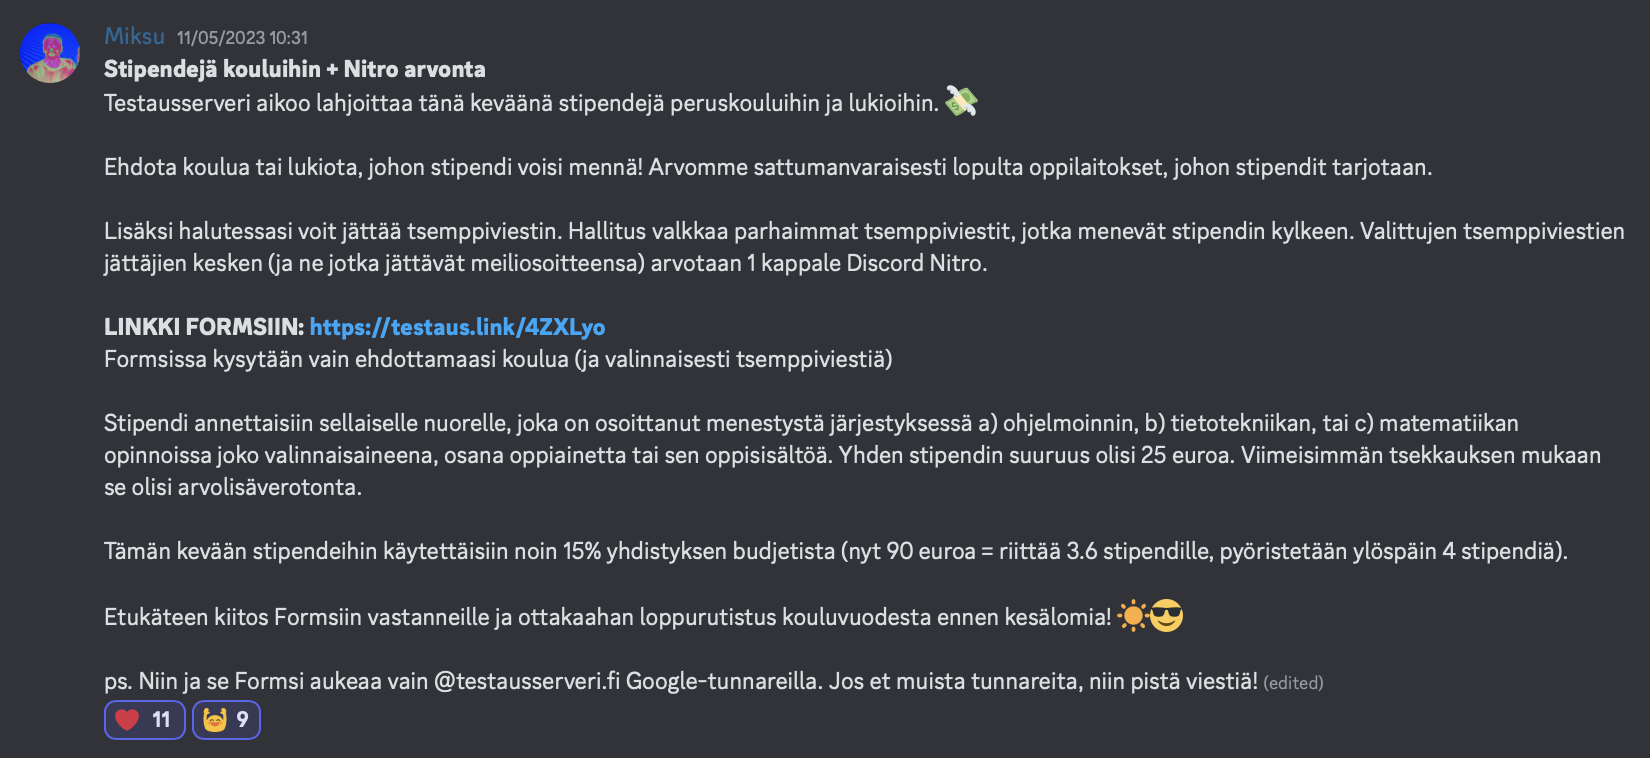 Miksu 11/05/2023 10:31
Stipendejä kouluihin + Nitro arvonta
Testausserveri aikoo lahjoittaa tänä keväänä stipendejä peruskouluihin ja lukioihin. 💸
Ehdota koulua tai lukiota, johon stipendi voisi mennä! Arvomme sattumanvaraisesti lopulta oppilaitokset, johon stipendit tarjotaan.
Lisäksi halutessasi voit jättää tsemppiviestin. Hallitus valkkaa parhaimmat tsemppiviestit, jotka menevät stipendin kylkeen. Valittujen tsemppiviestien
jättäjien kesken (ja ne jotka jättävät meiliosoitteensa) arvotaan 1 kappale Discord Nitro.
LINKKI FORMSIIN: https://testaus.link/4ZXLyo
Formsissa kysytään vain ehdottamaasi koulua (ja valinnaisesti tsemppiviestiä)
Stipendi annettaisiin sellaiselle nuorelle, joka on osoittanut menestystä järjestyksessä a) ohjelmoinnin, b) tietotekniikan, tai c) matematiikan
opinnoissa joko valinnaisaineena, osana oppiainetta tai sen oppisisältöä. Yhden stipendin suuruus olisi 25 euroa. Viimeisimmän tsekkauksen mukaan
se olisi arvolisäverotonta.
Tämän kevään stipendeihin käytettäisiin noin 15% yhdistyksen budjetista (nyt 90 euroa = riittää 3.6 stipendille, pyöristetään ylöspäin 4 stipendiä).
Etukäteen kiitos Formsiin vastanneille ja ottakaahan loppurutistus kouluvuodesta ennen kesälomia! ☀️😎
ps. Niin ja se Formsi aukeaa vain @testausserveri.fi Google-tunnareilla. Jos et muista tunnareita, niin pistä viestiä! (edited)
❤️ 11 🙌 9